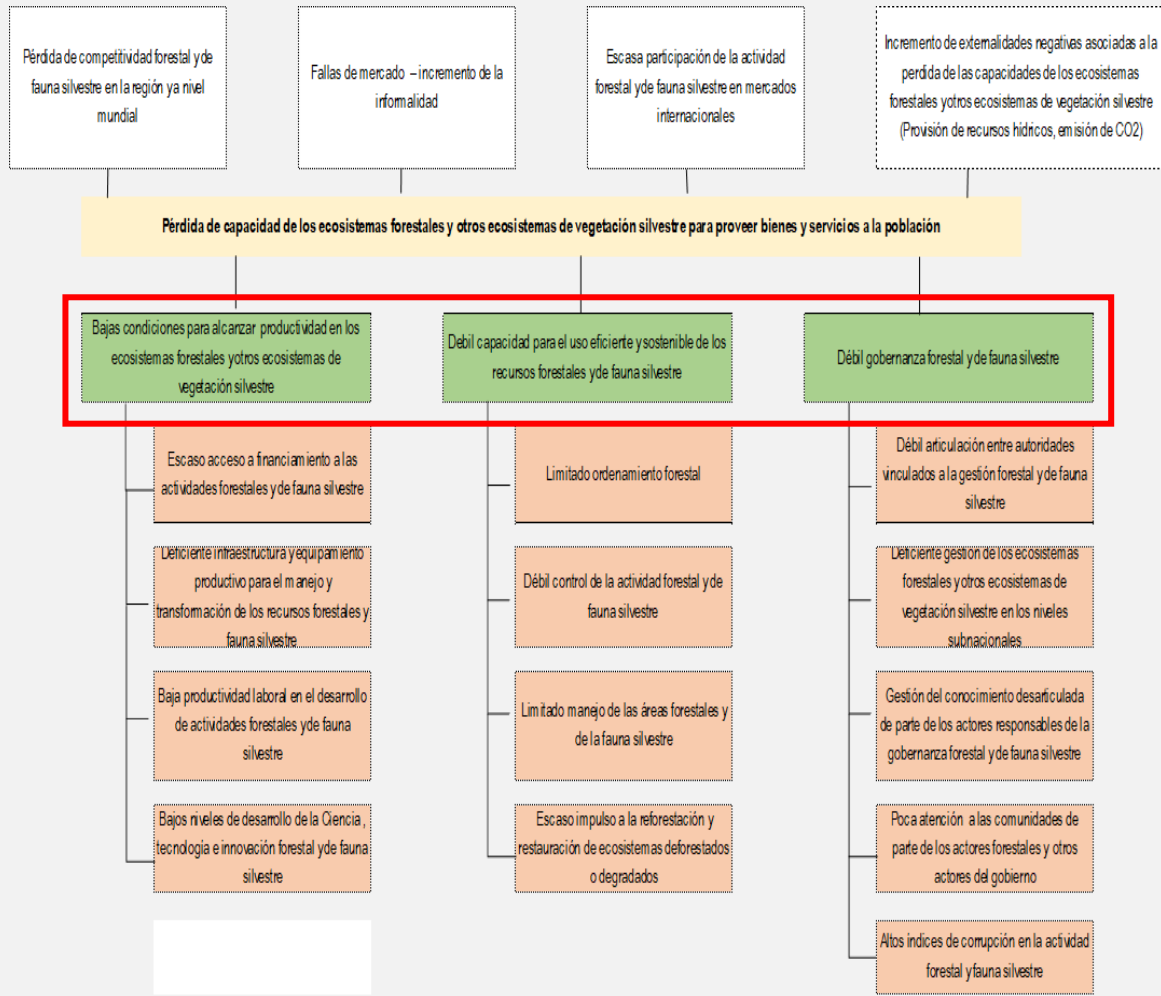 Pérdida de competitividad forestal y de
fauna silvestre en la región ya nivel
mundial
Fallas de mercado – incremento de la
informalidad
Escasa participación de la actividad
forestal y de fauna silvestre en mercados
internacionales
Incremento de externalidades negativas asociadas a la
perdida de las capacidades de los ecosistemas
forestales y otros ecosistemas de vegetación silvestre
(Provisión de recursos hídricos, emisión de CO2)
Pérdida de capacidad de los ecosistemas forestales y otros ecosistemas de vegetación silvestre para proveer bienes y servicios a la población
Bajas condiciones para alcanzar productividad en los
ecosistemas forestales y otros ecosistemas de
vegetación silvestre
Debil capacidad para el uso eficiente y sostenible de los
recursos forestales y de fauna silvestre
Débil gobernanza forestal y de fauna silvestre
Escaso acceso a financiamiento a las
actividades forestales y de fauna silvestre
Deficiente infraestructura y equipamiento
productivo para el manejo y
transformación de los recursos forestales y
fauna silvestre
Baja productividad laboral en el desarrollo
de actividades forestales y de fauna
silvestre
Bajos niveles de desarrollo de la Ciencia,
tecnología e innovación forestal y de fauna
silvestre
Limitado ordenamiento forestal
Débil control de la actividad forestal y de
fauna silvestre
Limitado manejo de las áreas forestales y
de la fauna silvestre
Escaso impulso a la reforestación y
restauración de ecosistemas deforestados
o degradados
Débil articulación entre autoridades
vinculados a la gestión forestal y de fauna
silvestre
Deficiente gestión de los ecosistemas
forestales y otros ecosistemas de
vegetación silvestre en los niveles
subnacionales
Gestión del conocimiento desarticulada
de parte de los actores responsables de la
gobernanza forestal y de fauna silvestre
Poca atención a las comunidades de
parte de los actores forestales y otros
actores del gobierno
Altos índices de corrupción en la actividad
forestal y fauna silvestre